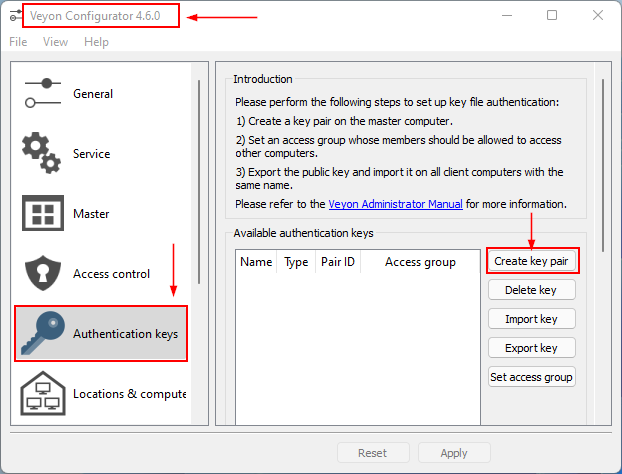 Veyon Configurator 4.6.0
File View Help
General
Service
Master
Access control
Authentication keys
Locations & compute
Introduction
Please perform the following steps to set up key file authentication:
1) Create a key pair on the master computer.
2) Set an access group whose members should be allowed to access
other computers.
3) Export the public key and import it on all client computers with the
same name.
Please refer to the Veyon Administrator Manual for more information.
Available authentication keys
Name Type Pair ID Access group
Create key pair
Delete key
Import key
Export key
Set access group
Reset Apply